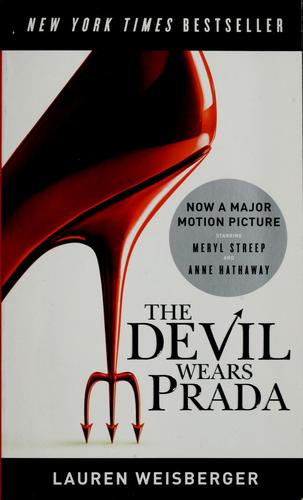 NEW YORK TIMES BESTSELLER
NOW A MAJOR
MOTION PICTURE
STARRING
MERYL STREEP
AND
ANNE HATHAWAY
THE
DEVIL
WEARS
PRADA
LAUREN WEISBERGER